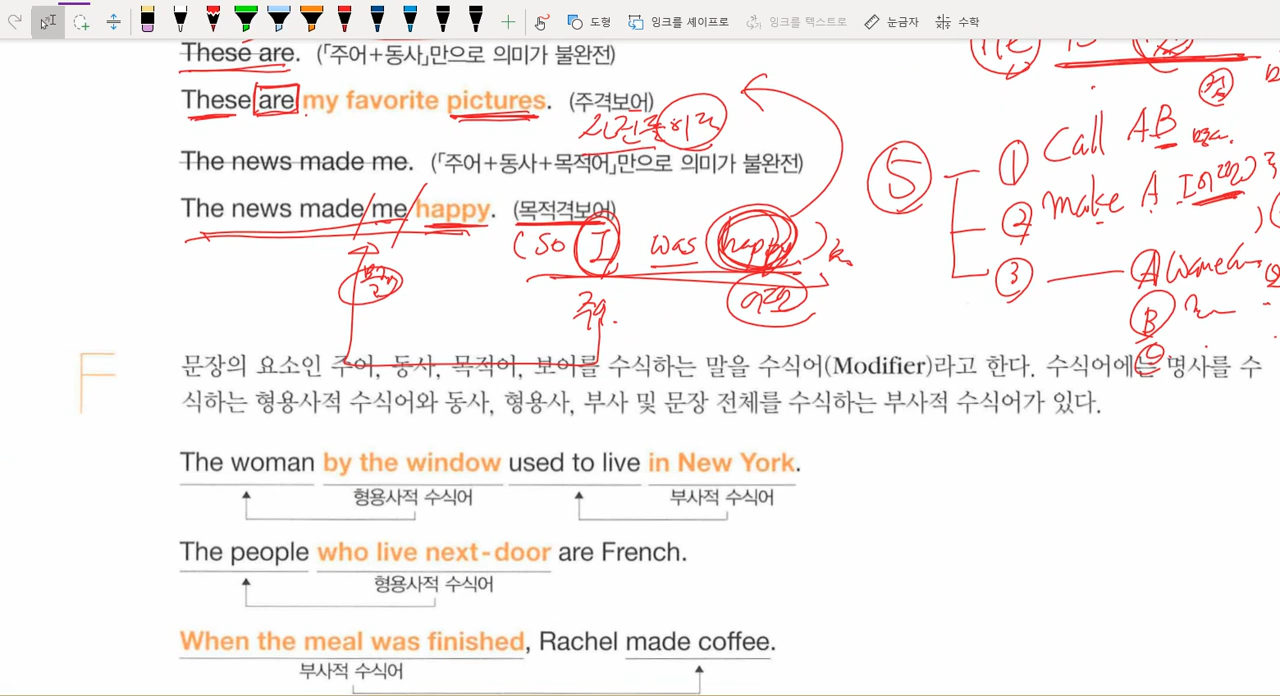 도형 잉크를 셰이프로 잉크를 텍스트로 눈금자 수학
These are. (「주어+동사」만으로 의미가 불완전)
These are my favorite pictures. (주격보어)
The news made me. (「주어+동사+목적어」만으로 의미가 불완전)
The news made/me/happy. (목적격보어)
(So I was happy)
5
① Call AB
② make A
③ A
B
C
F
문장의 요소인 주어, 동사, 목적어, 보어를 수식하는 말을 수식어(Modifier)라고 한다. 수식어에는 명사를 수
식하는 형용사적 수식어와 동사, 형용사, 부사 및 문장 전체를 수식하는 부사적 수식어가 있다.
The woman by the window used to live in New York.
형용사적 수식어 부사적 수식어
The people who live next-door are French.
형용사적 수식어
When the meal was finished, Rachel made coffee.
부사적 수식어